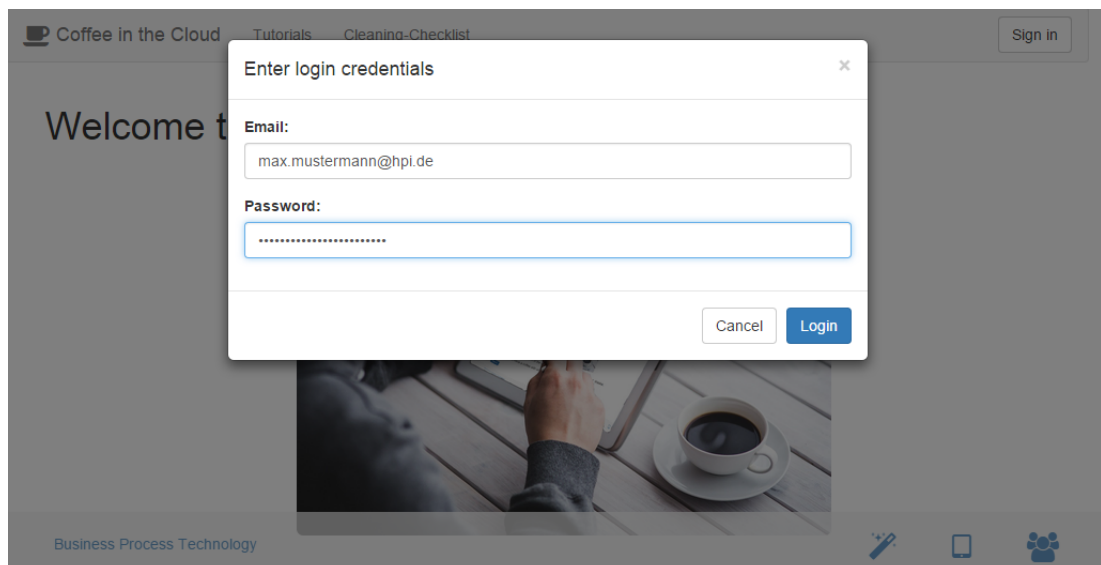 Coffee in the Cloud Tutorials Cleaning-Checklist Sign in
Enter login credentials ×
Welcome t
Email:
max.mustermann@hpi.de
Password:
••••••••••••••••••••••••
Cancel Login
Business Process Technology